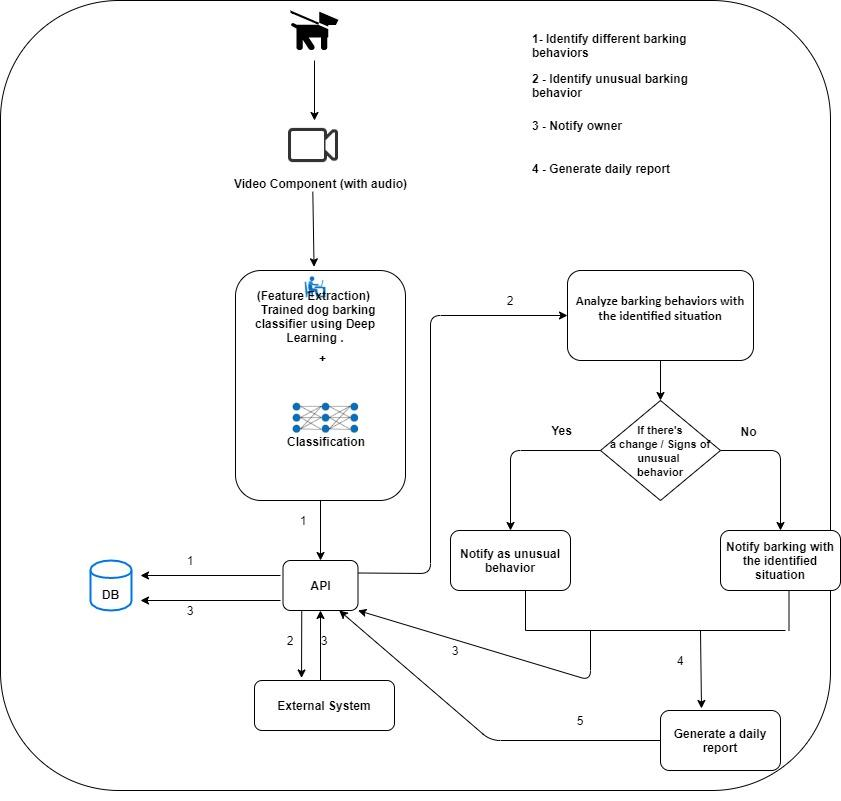 1- Identify different barking
behaviors
2 - Identify unusual barking
behavior
3 - Notify owner
4 - Generate daily report
Video Component (with audio)
(Feature Extraction)
Trained dog barking
classifier using Deep
Learning .
+
Classification
2
Analyze barking behaviors with
the identified situation
Yes
If there's
a change / Signs of
unusual
behavior
No
1
Notify as unusual
behavior
Notify barking with
the identified
situation
1
API
DB
3
2
3
3
4
External System
5
Generate a daily
report